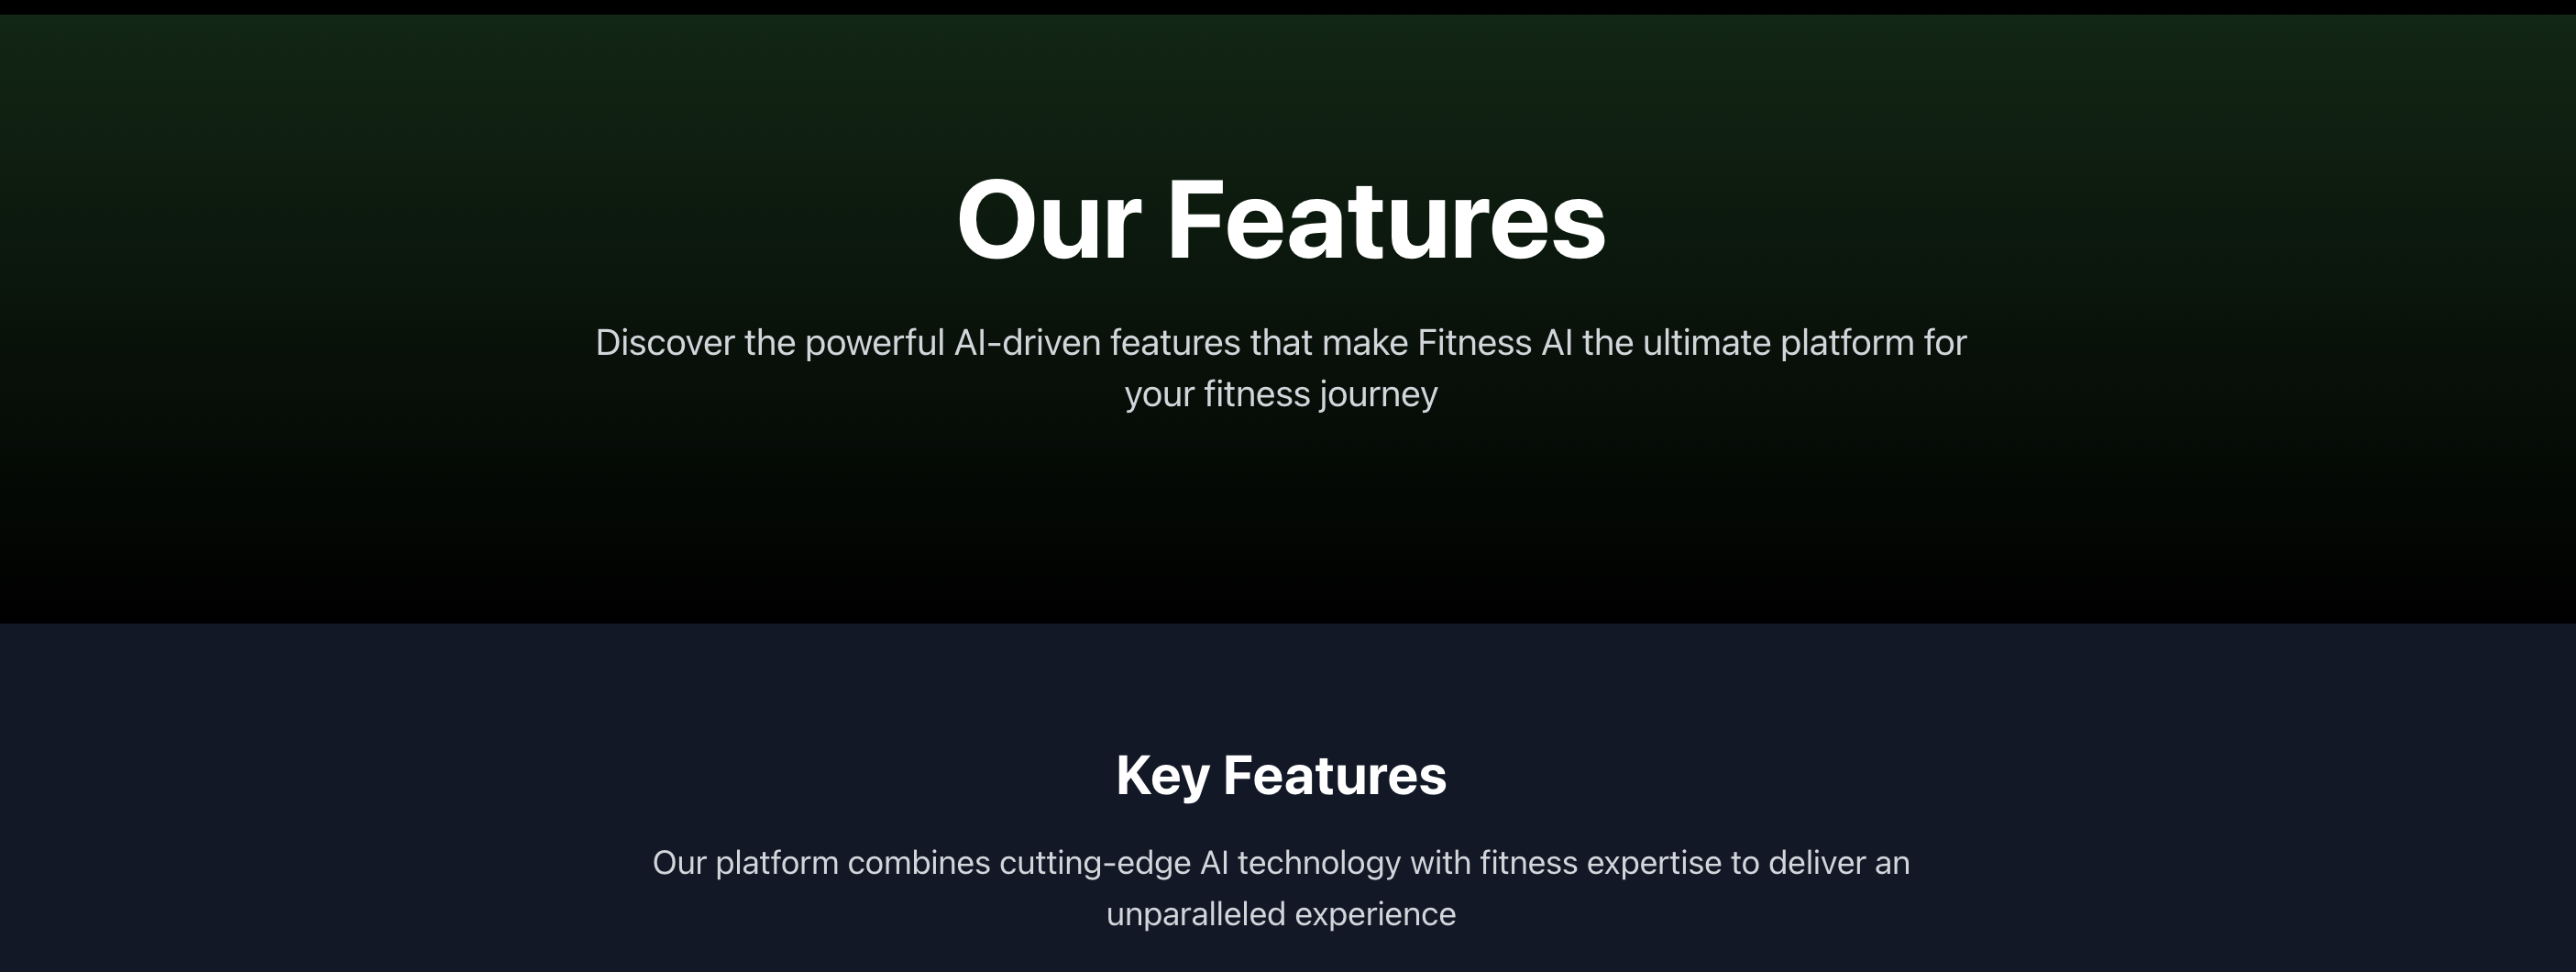 Our Features
Discover the powerful AI-driven features that make Fitness AI the ultimate platform for
your fitness journey
Key Features
Our platform combines cutting-edge AI technology with fitness expertise to deliver an
unparalleled experience